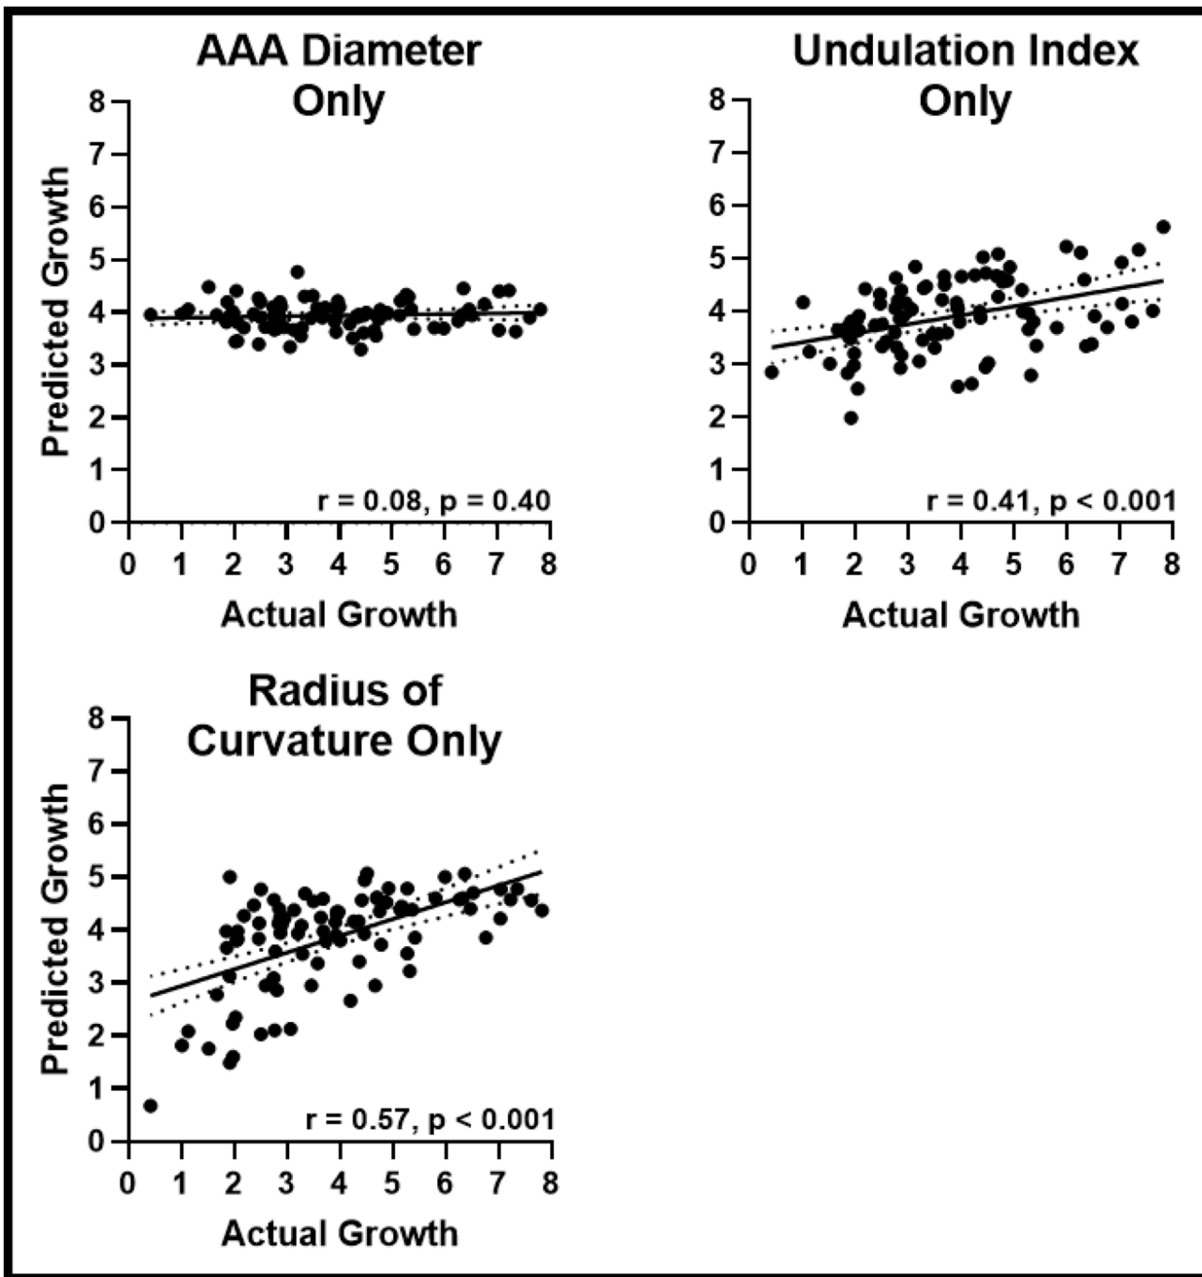 AAA Diameter
Only
8
7
6
5
4
3
2
1
0
Predicted Growth
r = 0.08, p = 0.40
0 1 2 3 4 5 6 7 8
Actual Growth
Undulation Index
Only
8
7
6
5
4
3
2
1
0
r = 0.41, p < 0.001
0 1 2 3 4 5 6 7 8
Actual Growth
Radius of
Curvature Only
8
7
6
5
4
3
2
1
0
Predicted Growth
r = 0.57, p < 0.001
0 1 2 3 4 5 6 7 8
Actual Growth